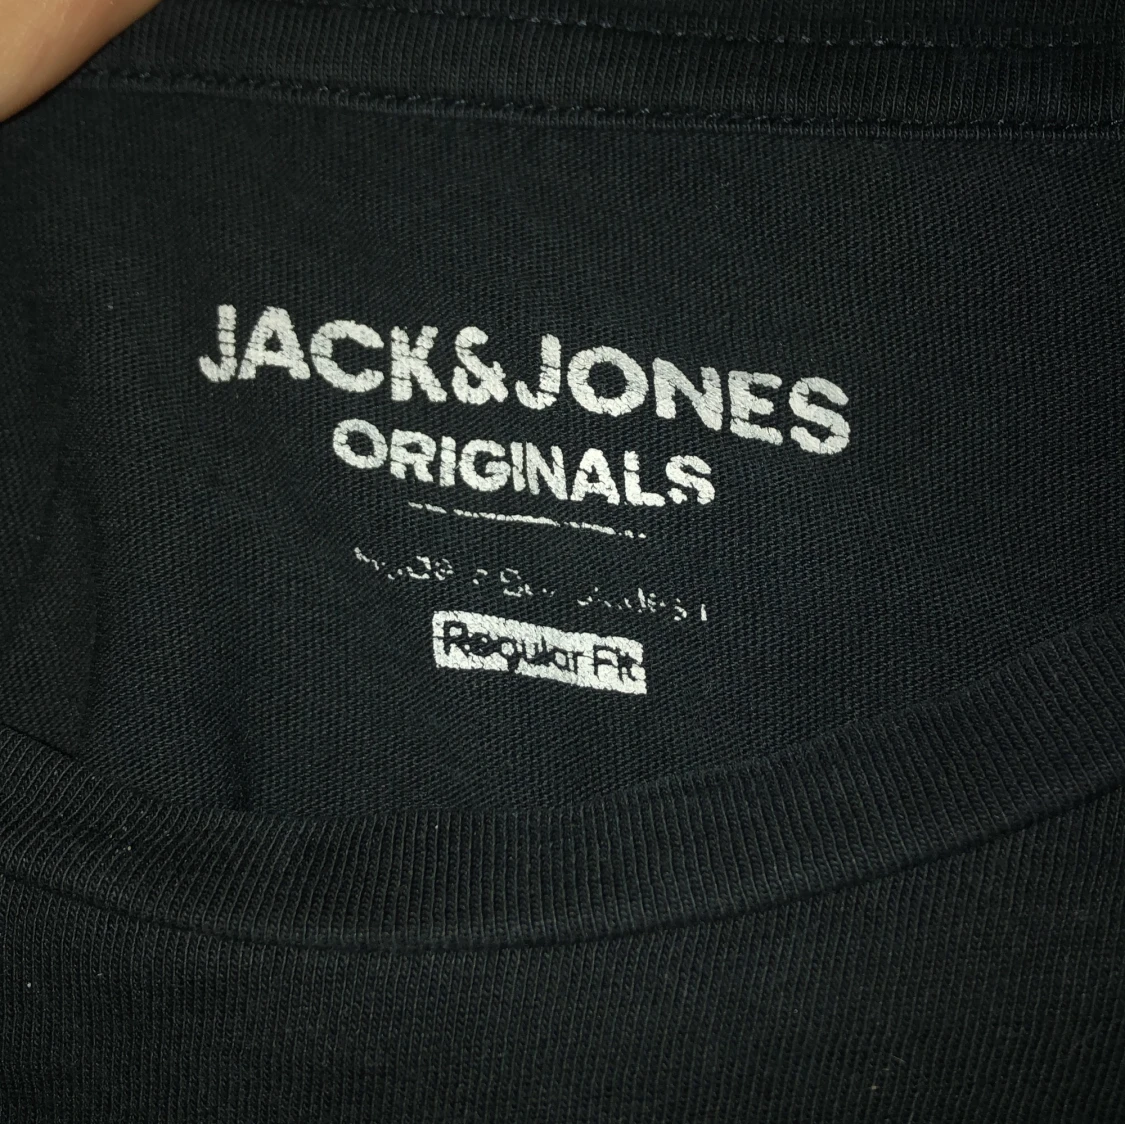 JACK&JONES
ORIGINALS
Regular Fit